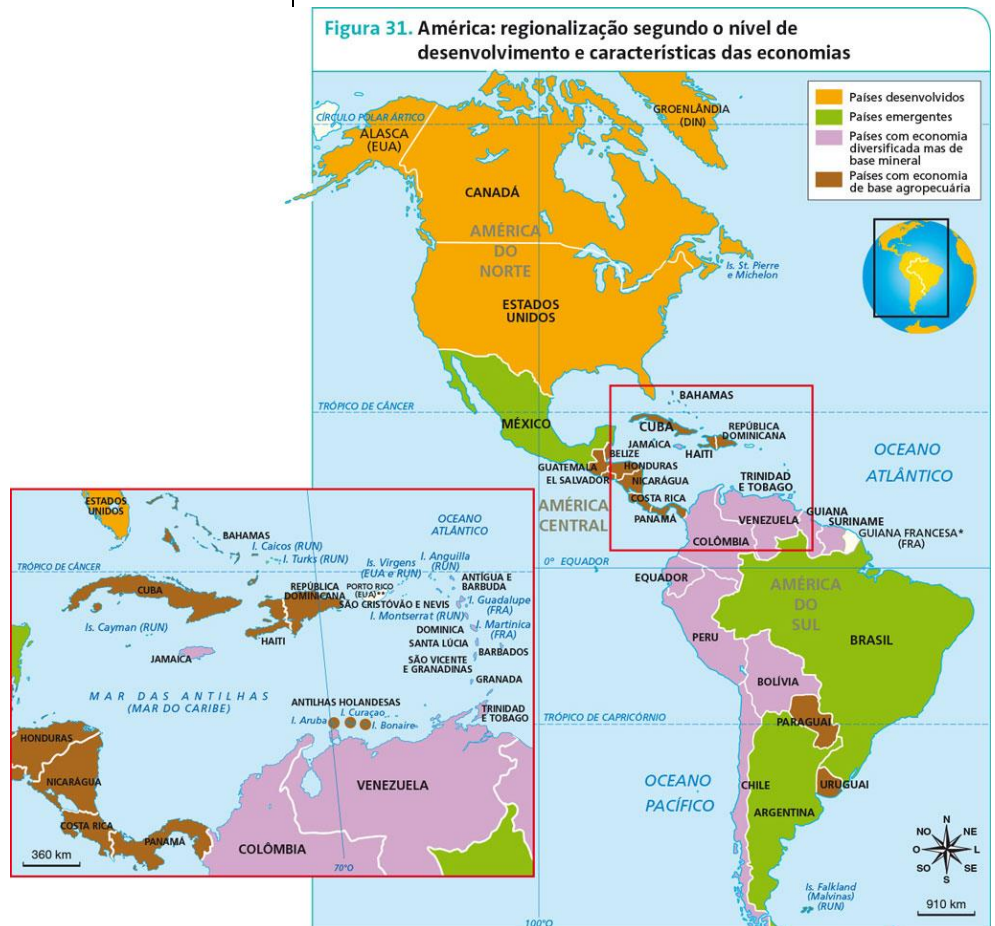 Figura 31. América: regionalização segundo o nível de
desenvolvimento e características das economias
Países desenvolvidos
Países emergentes
Países com economia
diversificada mas de
base mineral
Países com economia
de base agropecuária
CÍRCULO POLAR ÁRTICO
ALASCA
(EUA)
GROENLÂNDIA
(DIN)
CANADÁ
AMÉRICA
DO
NORTE
Is. St. Pierre
e Michelon
ESTADOS
UNIDOS
TRÓPICO DE CÂNCER
MÉXICO
BAHAMAS
CUBA
REPÚBLICA
DOMINICANA
JAMAICA
HAITI
BELIZE
GUATEMALA
HONDURAS
EL SALVADOR
NICARÁGUA
COSTA RICA
PANAMÁ
TRINIDAD
E TOBAGO
OCEANO
ATLÂNTICO
AMÉRICA
CENTRAL
VENEZUELA
GUIANA
SURINAME
GUIANA FRANCESA*
(FRA)
COLÔMBIA
0° EQUADOR
EQUADOR
AMÉRICA
DO
SUL
PERU
BRASIL
BOLÍVIA
TRÓPICO DE CAPRICÓRNIO
PARAGUAI
OCEANO
PACÍFICO
CHILE
URUGUAI
ARGENTINA
Is. Falkland
(Malvinas)
(RUN)
N
NO
NE
O
L
SO
SE
S
910 km
100°O
ESTADOS
UNIDOS
OCEANO
ATLÂNTICO
BAHAMAS
I. Caicos (RUN)
I. Turks (RUN)
Is. Virgens
(EUA e RUN)
I. Anguilla
(RUN)
TRÓPICO DE CÂNCER
CUBA
REPÚBLICA
DOMINICANA
PORTO RICO
(EUA)**
ANTÍGUA E
BARBUDA
SÃO CRISTÓVÃO E NEVIS
I. Guadalupe
(FRA)
I. Montserrat (RUN)
Is. Cayman (RUN)
HAITI
I. Martinica
(FRA)
DOMINICA
JAMAICA
SANTA LÚCIA
BARBADOS
SÃO VICENTE
E GRANADINAS
GRANADA
MAR DAS ANTILHAS
(MAR DO CARIBE)
ANTILHAS HOLANDESAS
I. Aruba
I. Curaçao
I. Bonaire
TRINIDAD
E TOBAGO
HONDURAS
NICARÁGUA
COSTA RICA
PANAMÁ
VENEZUELA
COLÔMBIA
360 km
70°O